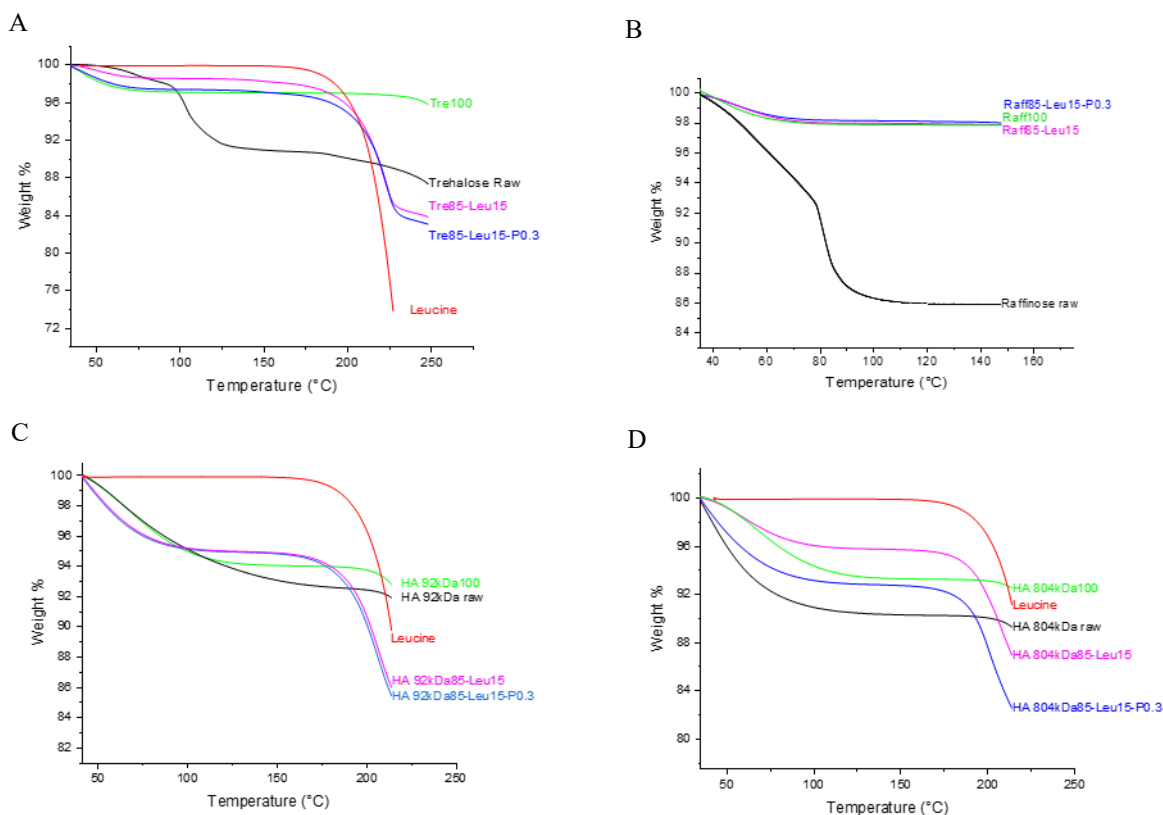 A
100
96
92
88
84
80
76
72
Weight %
50
100
150
200
250
Temperature (°C)
Tre100
Trehalose Raw
Tre85-Leu15
Tre85-Leu15-P0.3
Leucine
B
100
98
96
94
92
90
88
86
84
Weight %
40
60
80
100
120
140
160
Temperature (°C)
Raff85-Leu15-P0.3
Raff100
Raff85-Leu15
Raffinose raw
C
100
98
96
94
92
90
88
86
84
82
Weight %
50
100
150
200
250
Temperature (°C)
HA 92kDa100
HA 92kDa raw
Leucine
HA 92kDa85-Leu15
HA 92kDa85-Leu15-P0.3
D
100
96
92
88
84
80
Weight %
50
100
150
200
250
Temperature (°C)
HA 804kDa100
Leucine
HA 804kDa raw
HA 804kDa85-Leu15
HA 804kDa85-Leu15-P0.3